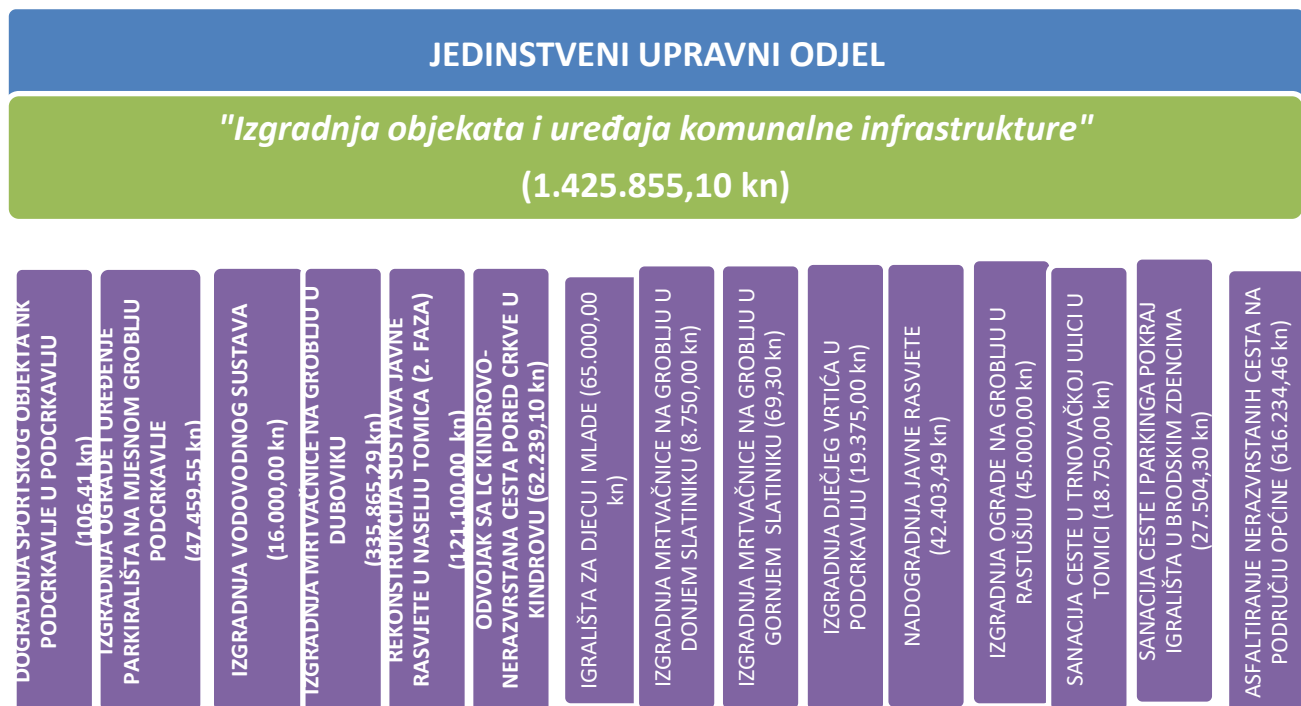 JEDINSTVENI UPRAVNI ODJEL
"Izgradnja objekata i uređaja komunalne infrastrukture"
(1.425.855,10 kn)
DOGRADNJA SPORTSKOG OBJEKTA NK
PODCRKAVLJE U PODCRKAVLJU
(106,41 kn)
IZGRADNJA OGRADE I UREĐENJE
PARKIRALIŠTA NA MJESNOM GROBLJU
PODCRKAVLJE
(47.459,55 kn)
IZGRADNJA VODOVODNOG SUSTAVA
(16.000,00 kn)
IZGRADNJA MRTVAČNICE NA GROBLJU U
DUBOVIKU
(335.865,29 kn)
REKONSTRUKCIJA SUSTAVA JAVNE
RASVJETE U NASELJU TOMICA (2. FAZA)
(121.100,00 kn)
ODVOJAK SA LC KINDROVO-
NERAZVRSTANA CESTA PORED CRKVE U
KINDROVU (62.239,10 kn)
IGRALIŠTA ZA DJECU I MLADE (65.000,00
kn)
IZGRADNJA MRTVAČNICE NA GROBLJU U
DONJEM SLATINIKU (8.750,00 kn)
IZGRADNJA MRTVAČNICE NA GROBLJU U
GORNJEM SLATINIKU (69,30 kn)
IZGRADNJA DJEČJEG VRTIĆA U
PODCRKAVLJU (19.375,00 kn)
NADOGRADNJA JAVNE RASVJETE
(42.403,49 kn)
IZGRADNJA OGRADE NA GROBLJU U
RASTUŠJU (45.000,00 kn)
SANACIJA CESTE U TRNOVAČKOJ ULICI U
TOMICI (18.750,00 kn)
SANACIJA CESTE I PARKINGA POKRAJ
IGRALIŠTA U BRODSKIM ZDENCIMA
(27.504,30 kn)
ASFALTIRANJE NERAZVRSTANIH CESTA NA
PODRUČJU OPĆINE (616.234,46 kn)